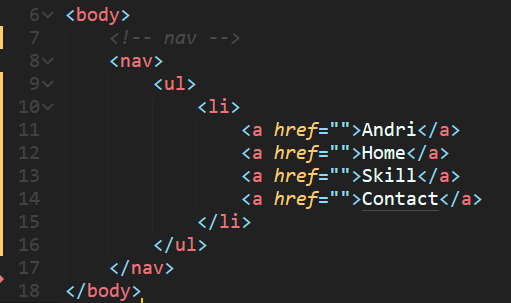 6 <body>
7 <!-- nav -->
8 <nav>
9 <ul>
10 <li>
11 <a href="">Andri</a>
12 <a href="">Home</a>
13 <a href="">Skill</a>
14 <a href="">Contact</a>
15 </li>
16 </ul>
17 </nav>
18 </body>